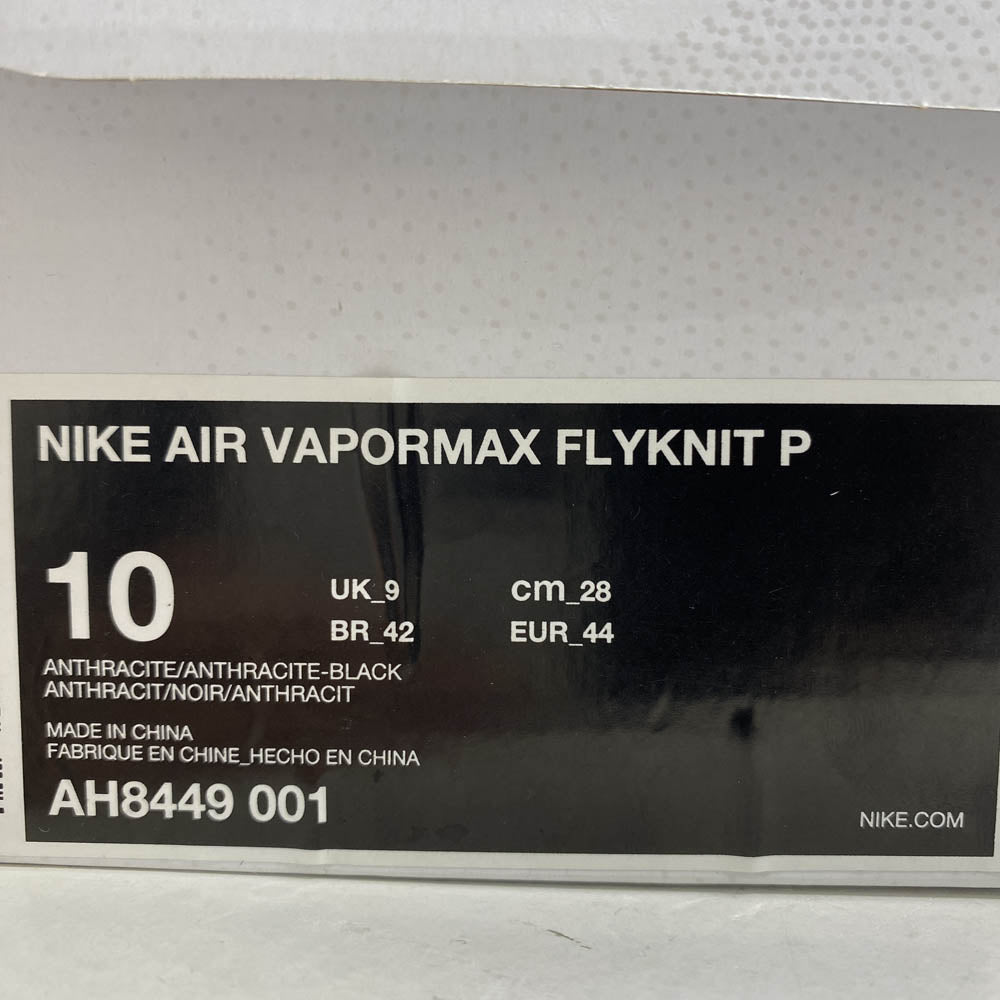 NIKE AIR VAPORMAX FLYKNIT P
10
UK_9 cm_28
BR_42 EUR_44
ANTHRACITE/ANTHRACITE-BLACK
ANTHRACIT/NOIR/ANTHRACIT
MADE IN CHINA
FABRIQUE EN CHINE_HECHO EN CHINA
AH8449 001
NIKE.COM